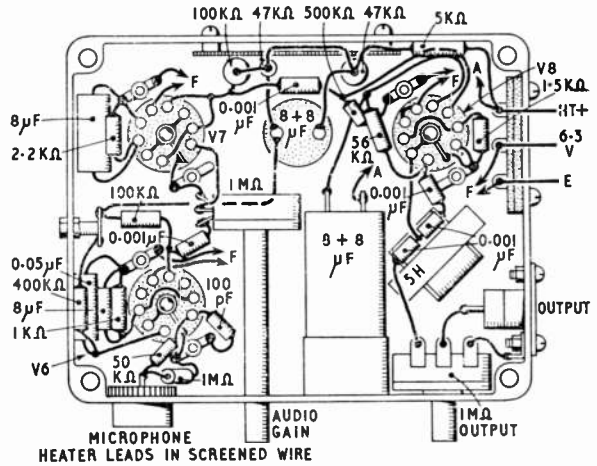 100KΩ 47KΩ 500KΩ 47KΩ
5KΩ
A
V8
1·5KΩ
F
F
HT+
8μF
0·001
μF
8+8
μF
6·3
V
V7
56
KΩ
2·2KΩ
F
E
A
100KΩ
1MΩ
0·001
μF
0·001μF
8+8
μF
0·001
μF
F
0·05μF
5H
400KΩ
100
pF
8μF
OUTPUT
1KΩ
V6
50
KΩ
1MΩ
MICROPHONE
AUDIO
GAIN
1MΩ
OUTPUT
HEATER LEADS IN SCREENED WIRE